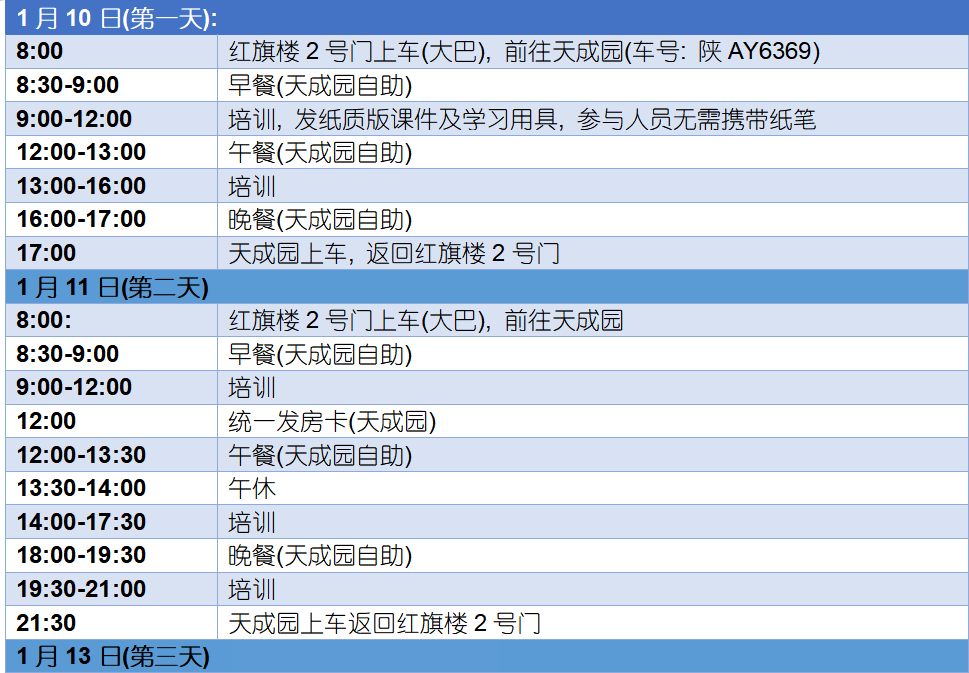 1 月 10 日(第一天):
8:00 红旗楼 2 号门上车(大巴), 前往天成园(车号: 陕 AY6369)
8:30-9:00 早餐(天成园自助)
9:00-12:00 培训, 发纸质版课件及学习用具, 参与人员无需携带纸笔
12:00-13:00 午餐(天成园自助)
13:00-16:00 培训
16:00-17:00 晚餐(天成园自助)
17:00 天成园上车, 返回红旗楼 2 号门
1 月 11 日(第二天)
8:00: 红旗楼 2 号门上车(大巴), 前往天成园
8:30-9:00 早餐(天成园自助)
9:00-12:00 培训
12:00 统一发房卡(天成园)
12:00-13:30 午餐(天成园自助)
13:30-14:00 午休
14:00-17:30 培训
18:00-19:30 晚餐(天成园自助)
19:30-21:00 培训
21:30 天成园上车返回红旗楼 2 号门
1 月 13 日(第三天)